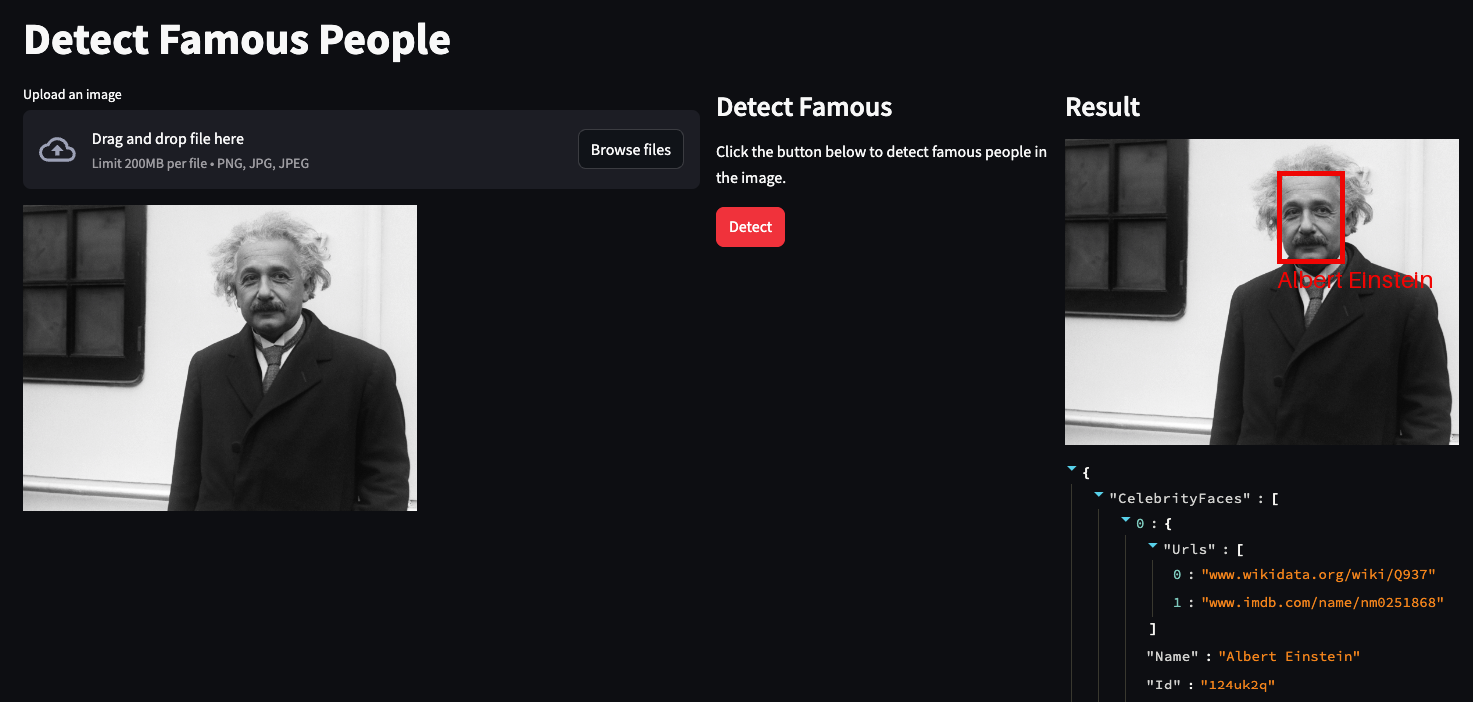 Detect Famous People
Upload an image
Drag and drop file here
Limit 200MB per file • PNG, JPG, JPEG
Browse files
Detect Famous
Click the button below to detect famous people in
the image.
Detect
Result
Albert EInstein
{
"CelebrityFaces" : [
0 : {
"Urls" : [
0 : "www.wikidata.org/wiki/Q937"
1 : "www.imdb.com/name/nm0251868"
]
"Name" : "Albert Einstein"
"Id" : "124uk2q"